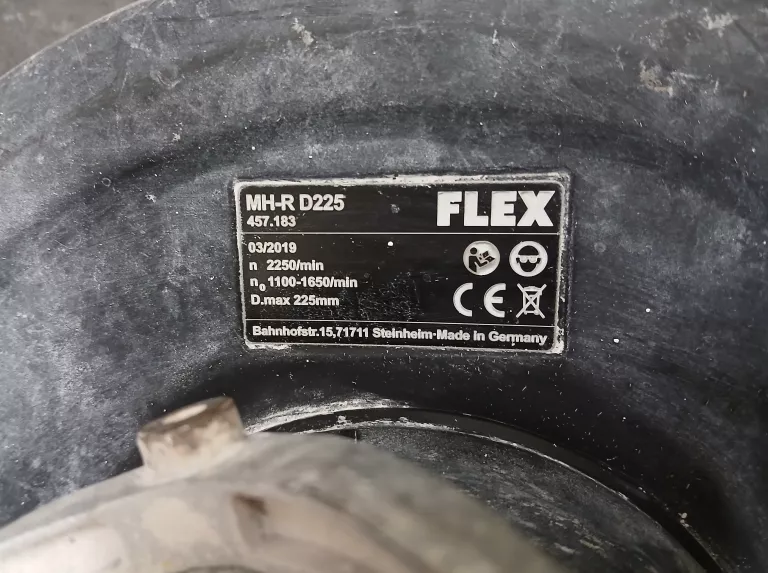 MH-R D225
FLEX
457.183
03/2019
n 2250/min
n₀ 1100-1650/min
D.max 225mm
CE
Bahnhofstr.15,71711 Steinheim-Made in Germany